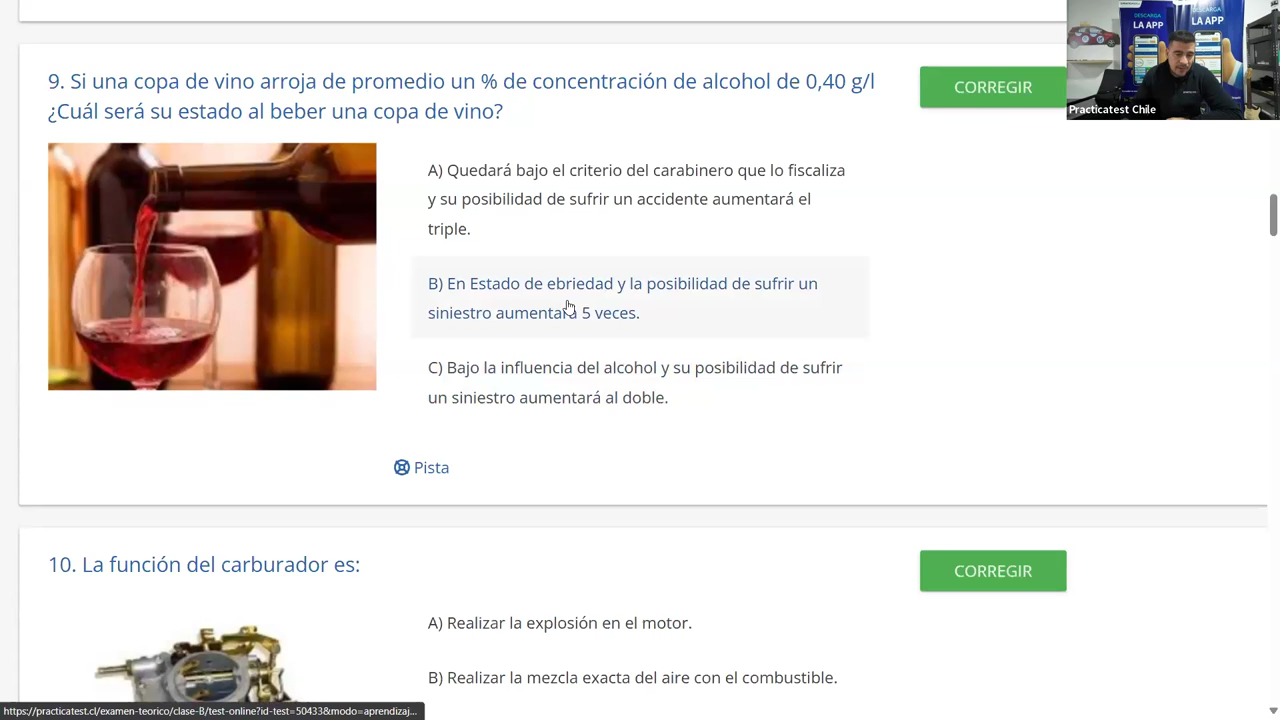 DESCARGA
LA APP
DESCARGA
LA APP
Practicatest Chile
9. Si una copa de vino arroja de promedio un % de concentración de alcohol de 0,40 g/l
¿Cuál será su estado al beber una copa de vino?
CORREGIR
A) Quedará bajo el criterio del carabinero que lo fiscaliza
y su posibilidad de sufrir un accidente aumentará el
triple.
B) En Estado de ebriedad y la posibilidad de sufrir un
siniestro aumentará 5 veces.
C) Bajo la influencia del alcohol y su posibilidad de sufrir
un siniestro aumentará al doble.
Pista
10. La función del carburador es:
CORREGIR
A) Realizar la explosión en el motor.
B) Realizar la mezcla exacta del aire con el combustible.
https://practicatest.cl/examen-teorico/clase-B/test-online?id-test=50433&modo=aprendizaj...